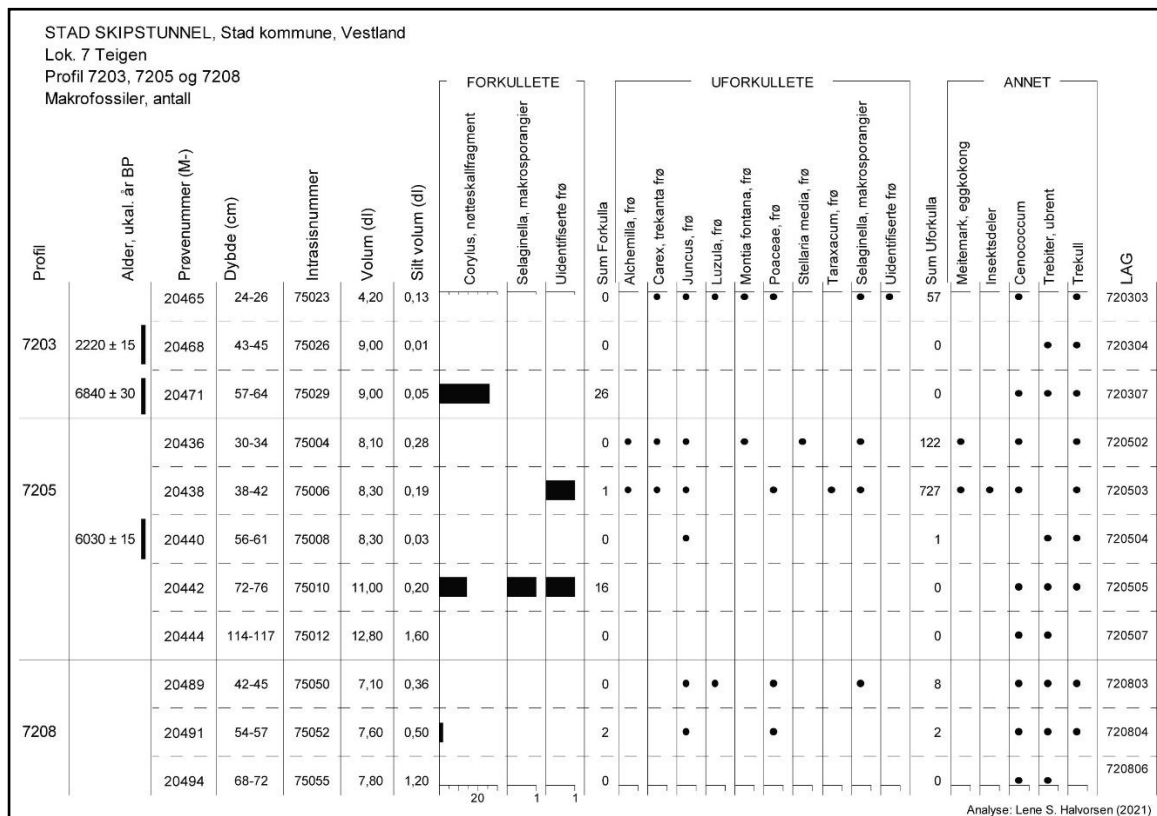 STAD SKIPSTUNNEL, Stad kommune, Vestland
Lok. 7 Teigen
Profil 7203, 7205 og 7208
Makrofossiler, antall
FORKULLETE UFORKULLETE ANNET
Profil
Alder, ukal. år BP
Prøvenummer (M-)
Dybde (cm)
Intrasisnummer
Volum (dl)
Silt volum (dl)
Corylus, nøtteskallfragment
Selaginella, makrosporangier
Uidentifiserte frø
Sum Forkulla
Alchemilla, frø
Carex, trekanta frø
Juncus, frø
Luzula, frø
Montia fontana, frø
Poaceae, frø
Stellaria media, frø
Taraxacum, frø
Selaginella, makrosporangier
Uidentifiserte frø
Sum Uforkulla
Meitemark, eggkokong
Insektsdeler
Cenococcum
Trebiter, ubrent
Trekull
LAG
20465 24-26 75023 4,20 0,13 0 57 720303
7203 2220 ± 15 20468 43-45 75026 9,00 0,01 0 0 720304
6840 ± 30 20471 57-64 75029 9,00 0,05 26 0 720307
20436 30-34 75004 8,10 0,28 0 122 720502
7205 20438 38-42 75006 8,30 0,19 1 727 720503
6030 ± 15 20440 56-61 75008 8,30 0,03 0 1 720504
20442 72-76 75010 11,00 0,20 16 0 720505
20444 114-117 75012 12,80 1,60 0 0 720507
20489 42-45 75050 7,10 0,36 0 8 720803
7208 20491 54-57 75052 7,60 0,50 2 2 720804
20494 68-72 75055 7,80 1,20 0 0 720806
20 1 1
Analyse: Lene S. Halvorsen (2021)